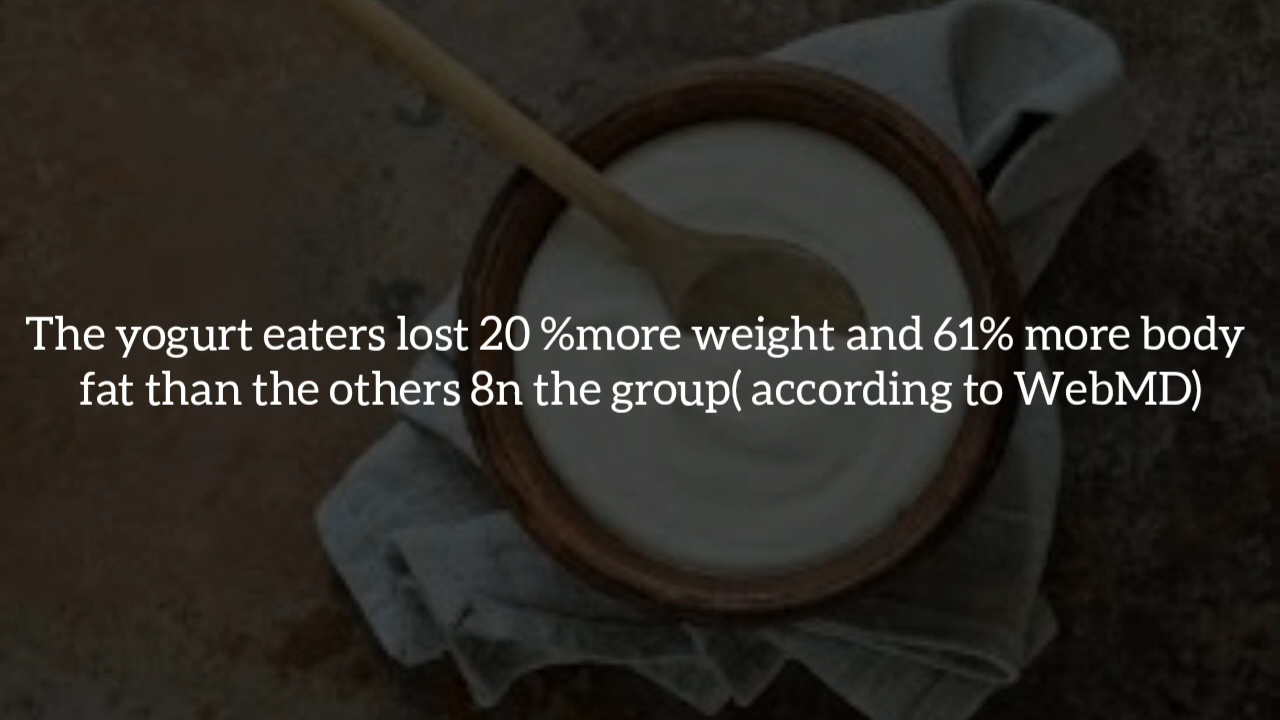 The yogurt eaters lost 20 %more weight and 61% more body
fat than the others 8n the group( according to WebMD)